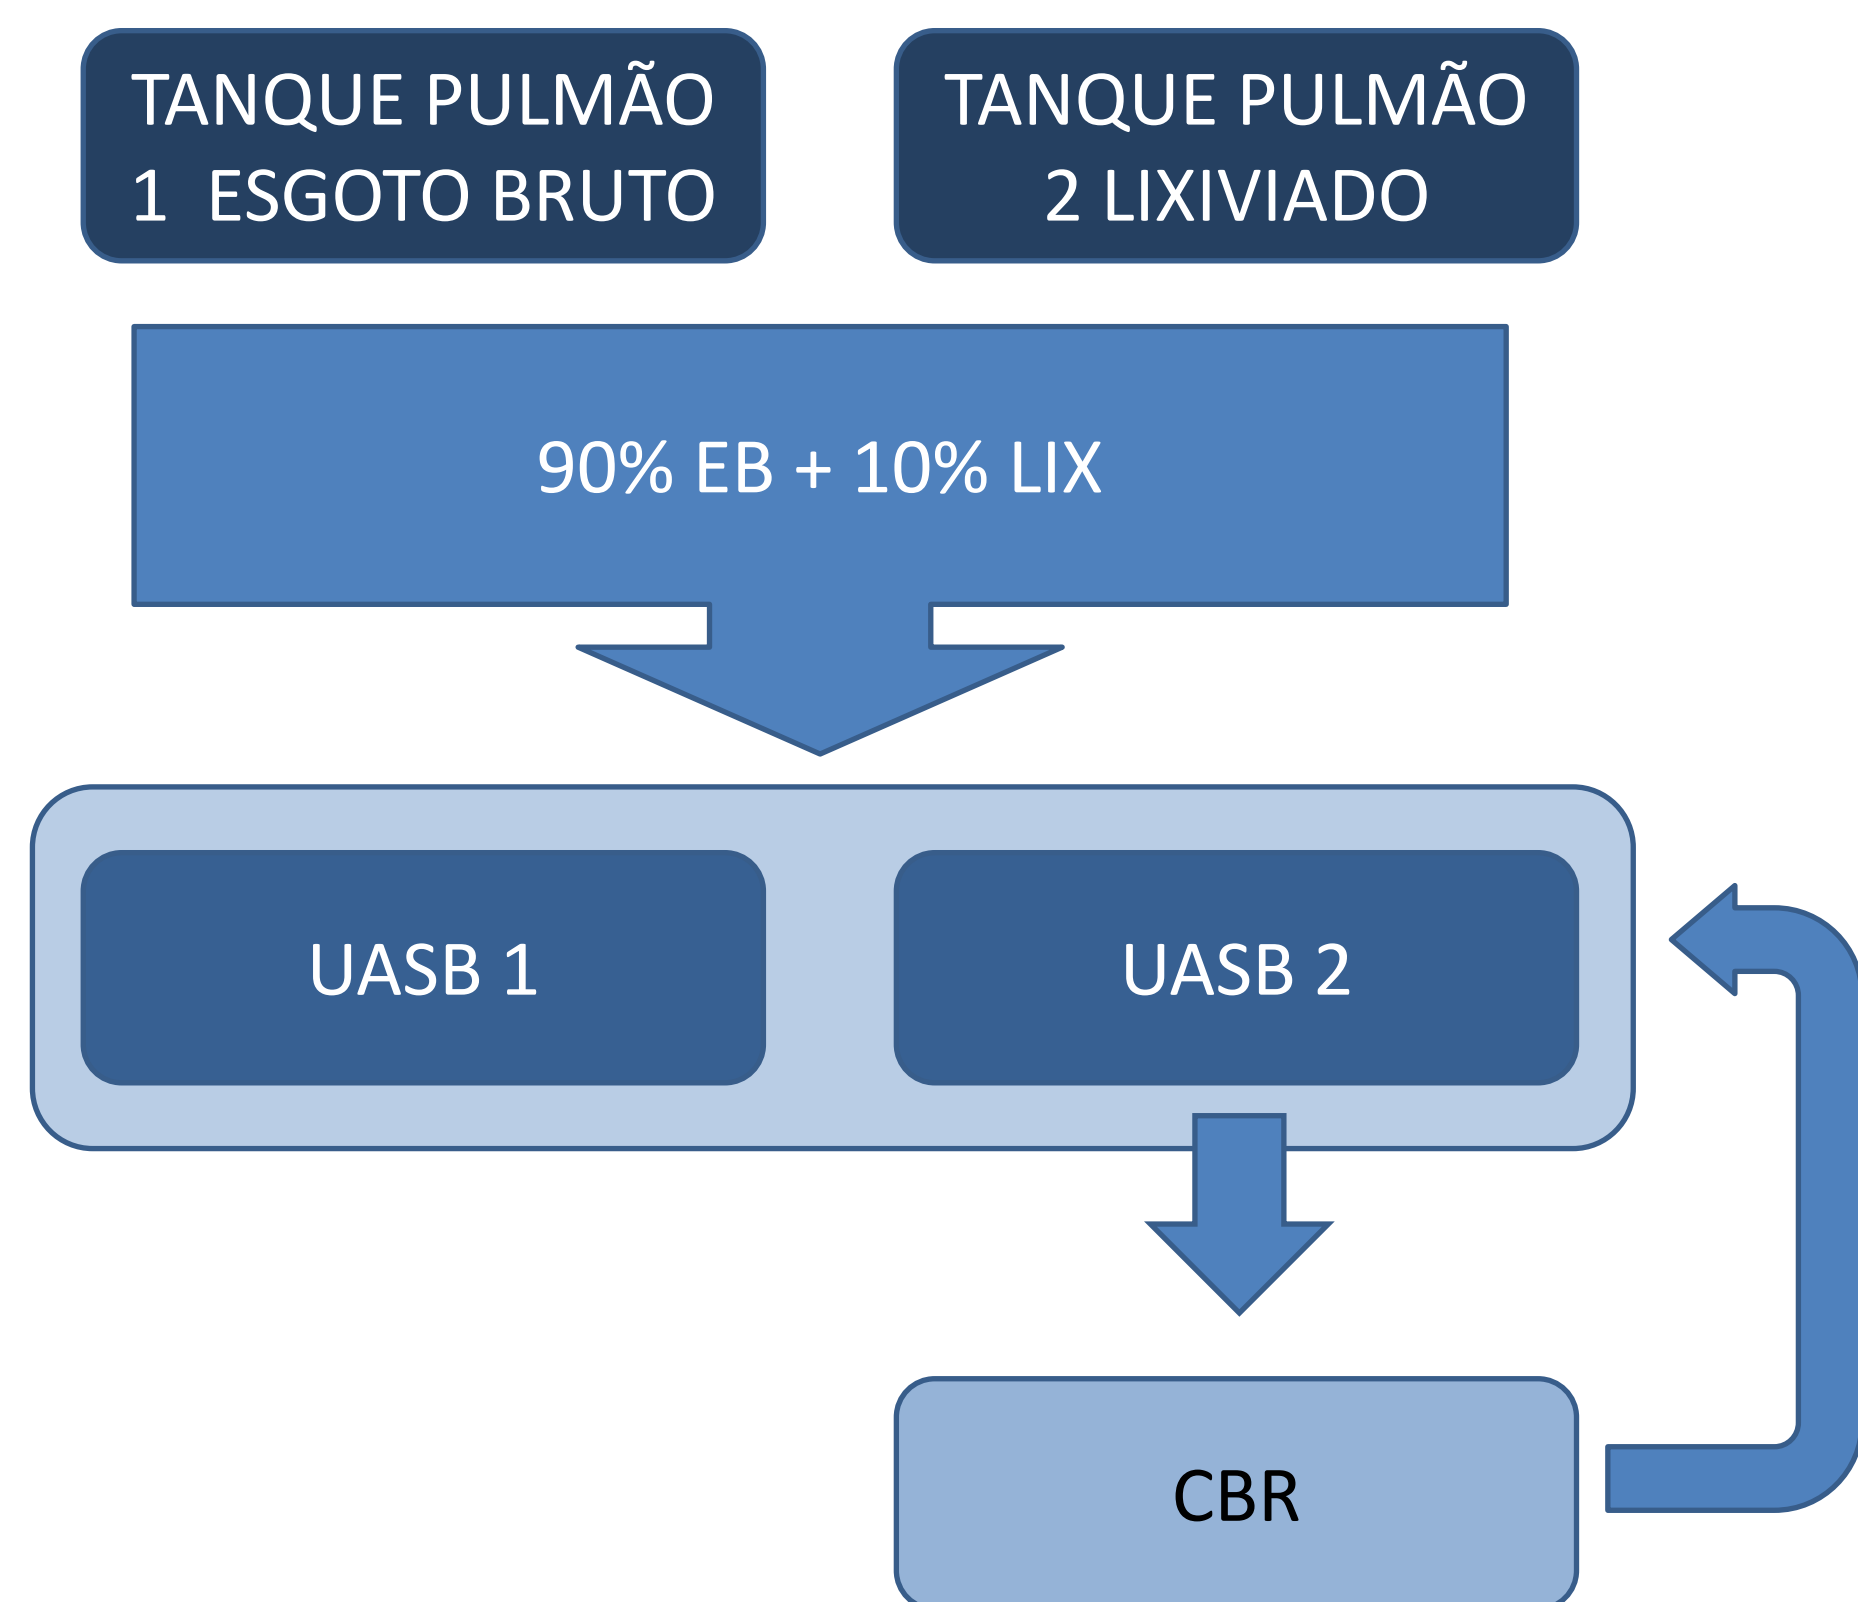 TANQUE PULMÃO
1 ESGOTO BRUTO
TANQUE PULMÃO
2 LIXIVIADO
90% EB + 10% LIX
UASB 1
UASB 2
CBR